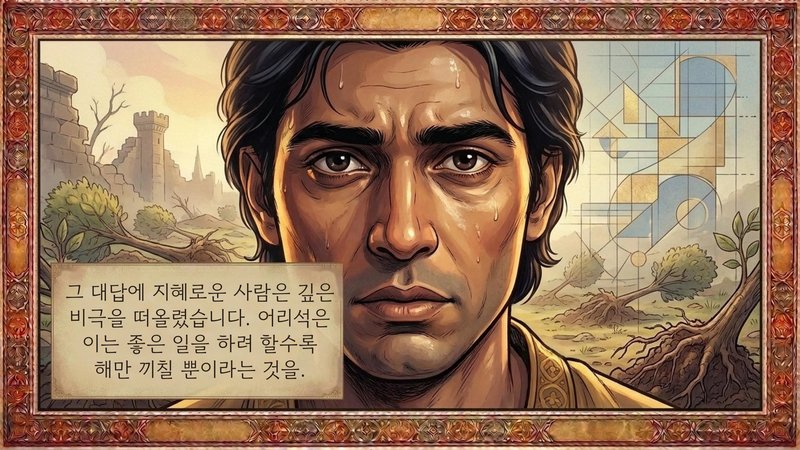 그 대답에 지혜로운 사람은 깊은
비극을 떠올렸습니다. 어리석은
이는 좋은 일을 하려 할수록
해만 끼칠 뿐이라는 것을.